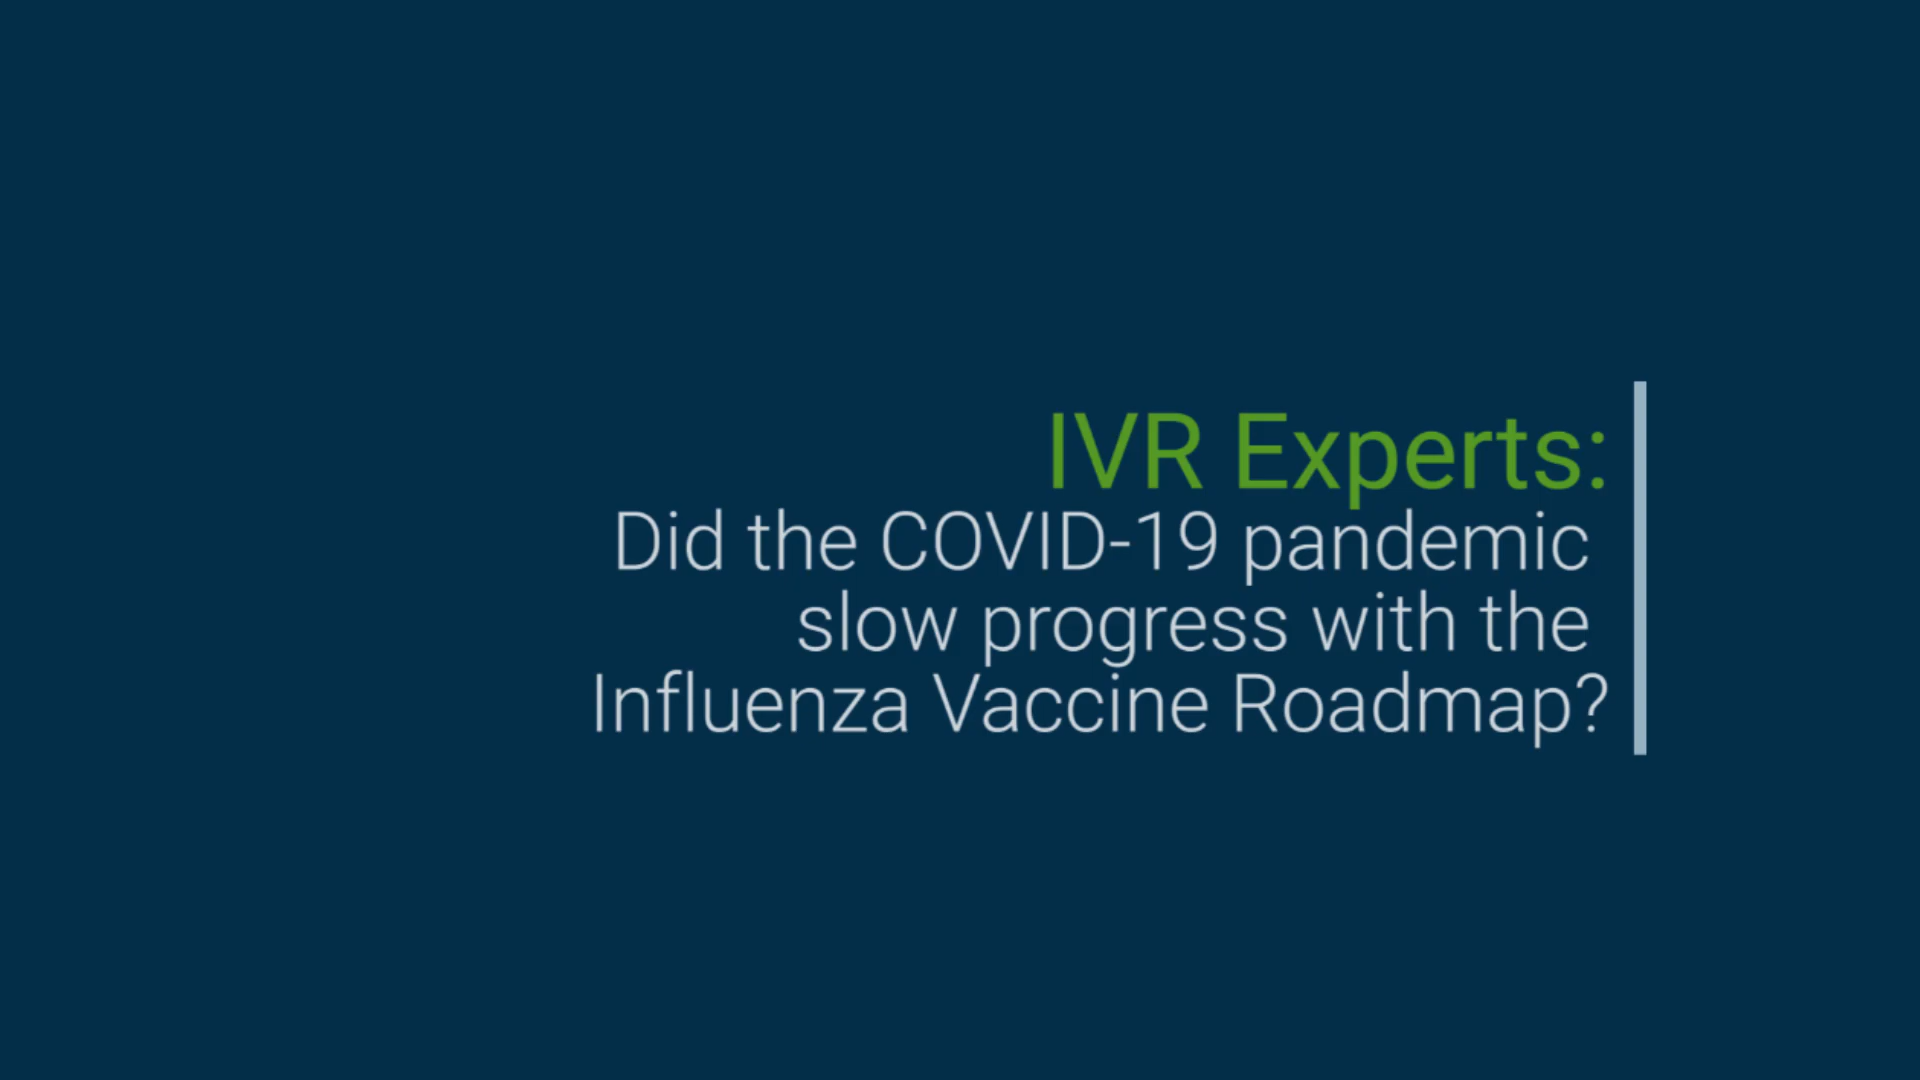 IVR Experts:
Did the COVID-19 pandemic
slow progress with the
Influenza Vaccine Roadmap?